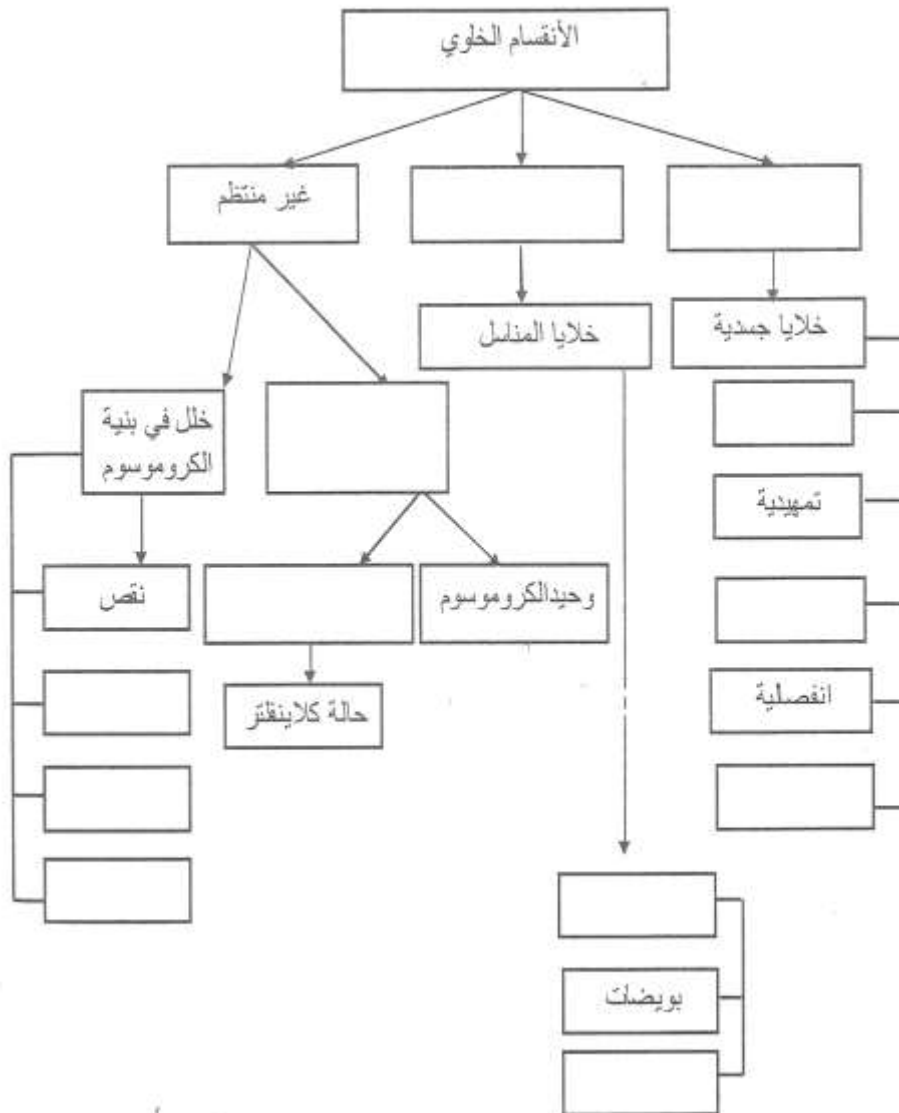 الأنقسام الخلوي
غير منتظم
خلايا المناسل
خلايا جسدية
خلل في بنية
الكروموسوم
تمهيدية
نقص
وحيدالكروموسوم
انفصلية
حالة كلاينفلتر
بويضات